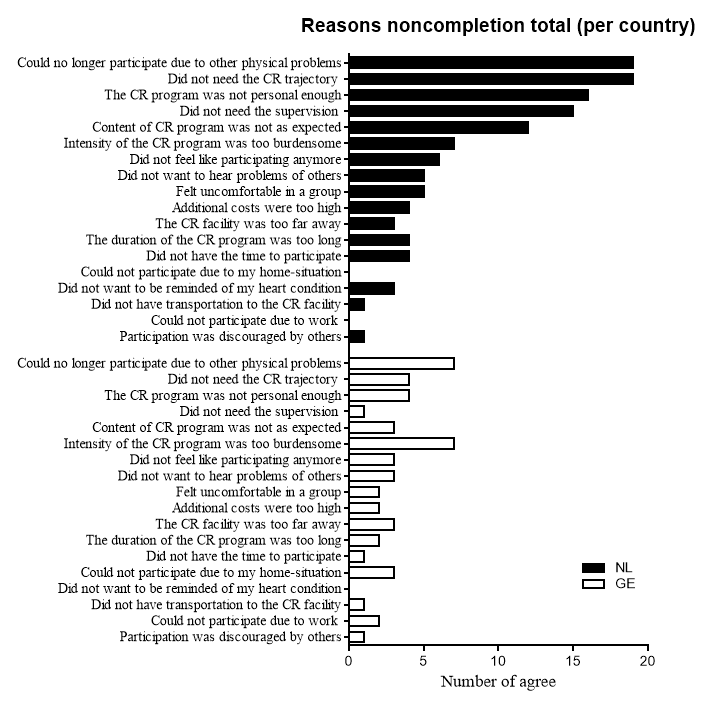 Reasons noncompletion total (per country)
Could no longer participate due to other physical problems
Did not need the CR trajectory
The CR program was not personal enough
Did not need the supervision
Content of CR program was not as expected
Intensity of the CR program was too burdensome
Did not feel like participating anymore
Did not want to hear problems of others
Felt uncomfortable in a group
Additional costs were too high
The CR facility was too far away
The duration of the CR program was too long
Did not have the time to participate
Could not participate due to my home-situation
Did not want to be reminded of my heart condition
Did not have transportation to the CR facility
Could not participate due to work
Participation was discouraged by others
Could no longer participate due to other physical problems
Did not need the CR trajectory
The CR program was not personal enough
Did not need the supervision
Content of CR program was not as expected
Intensity of the CR program was too burdensome
Did not feel like participating anymore
Did not want to hear problems of others
Felt uncomfortable in a group
Additional costs were too high
The CR facility was too far away
The duration of the CR program was too long
Did not have the time to participate
Could not participate due to my home-situation
Did not want to be reminded of my heart condition
Did not have transportation to the CR facility
Could not participate due to work
Participation was discouraged by others
NL
GE
0 5 10 15 20
Number of agree